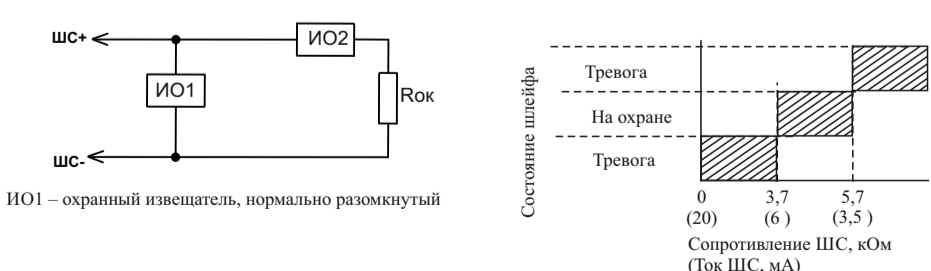 ШС+
ИО2
ИО1
Rок
ШС-
ИО1 – охранный извещатель, нормально разомкнутый
Состояние шлейфа
Тревога
На охране
Тревога
0 3,7 5,7
(20) (6 ) (3,5 )
Сопротивление ШС, кОм
(Ток ШС, мА)